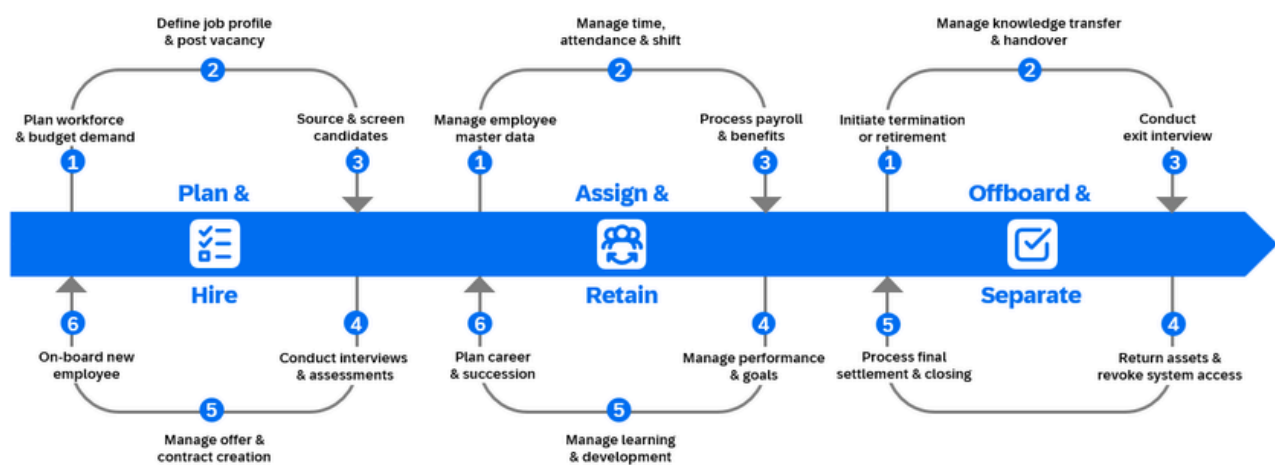 Define job profile
& post vacancy
2
Plan workforce
& budget demand
1
Source & screen
candidates
3
Plan &
Hire
6
On-board new
employee
4
Conduct interviews
& assessments
5
Manage offer &
contract creation
Manage time,
attendance & shift
2
Manage employee
master data
1
Process payroll
& benefits
3
Assign &
Retain
6
Plan career
& succession
4
Manage performance
& goals
5
Manage learning
& development
Manage knowledge transfer
& handover
2
Initiate termination
or retirement
1
Conduct
exit interview
3
Offboard &
Separate
5
Process final
settlement & closing
4
Return assets &
revoke system access